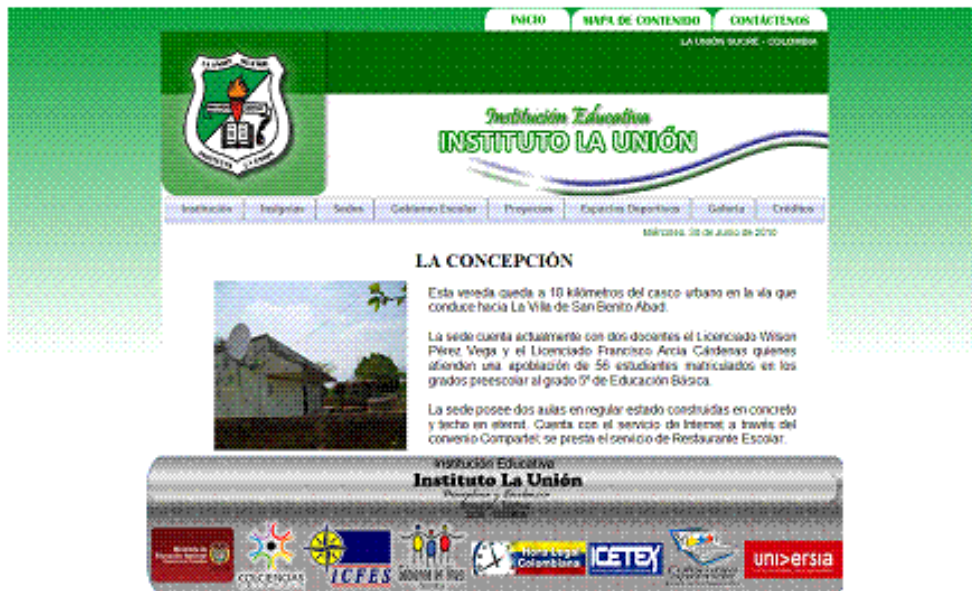 INICIO
MAPA DE CONTENIDO
CONTÁCTENOS
LA UNIÓN SUCRE - COLOMBIA
Institución Educativa
INSTITUTO LA UNIÓN
Institución
Insignias
Sedes
Gobierno Escolar
Proyectos
Espacios Deportivos
Galería
Créditos
Miércoles, 30 de Junio de 2010
LA CONCEPCIÓN
Esta vereda queda a 10 kilómetros del casco urbano en la vía que
conduce hacia La Villa de San Benito Abad.
La sede cuenta actualmente con dos docentes el Licenciado Wilson
Pérez Vega y el Licenciado Francisco Arcia Cárdenas quienes
atienden una apoblación de 56 estudiantes matriculados en los
grados preescolar al grado 5º de Educación Básica.
La sede posee dos aulas en regular estado construidas en concreto
y techo en eternit. Cuenta con el servicio de Internet a través del
convenio Compartel; se presta el servicio de Restaurante Escolar.
Institución Educativa
Instituto La Unión
COLCIENCIAS
ICFES
Hora Legal
Colombiana
ICETEX
universia